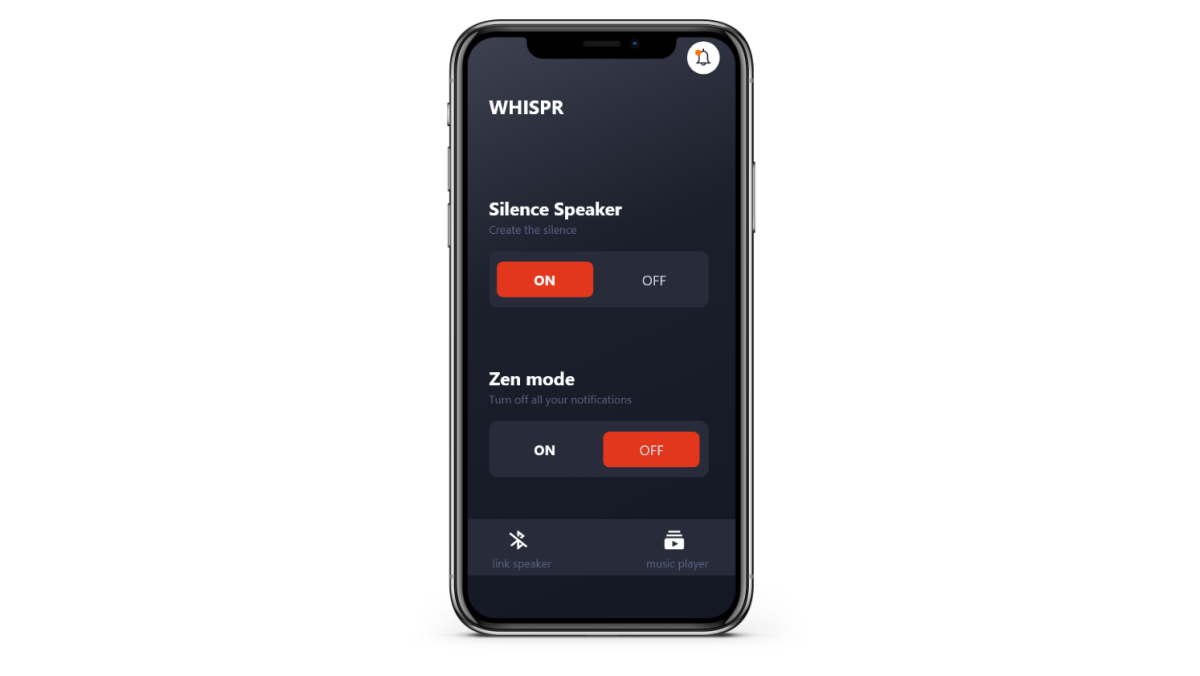 WHISPR
Silence Speaker
Create the silence
ON OFF
Zen mode
Turn off all your notifications
ON OFF
link speaker music player